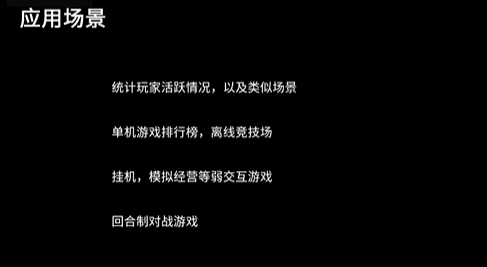 应用场景
统计玩家活跃情况，以及类似场景
单机游戏排行榜，离线竞技场
挂机，模拟经营等弱交互游戏
回合制对战游戏